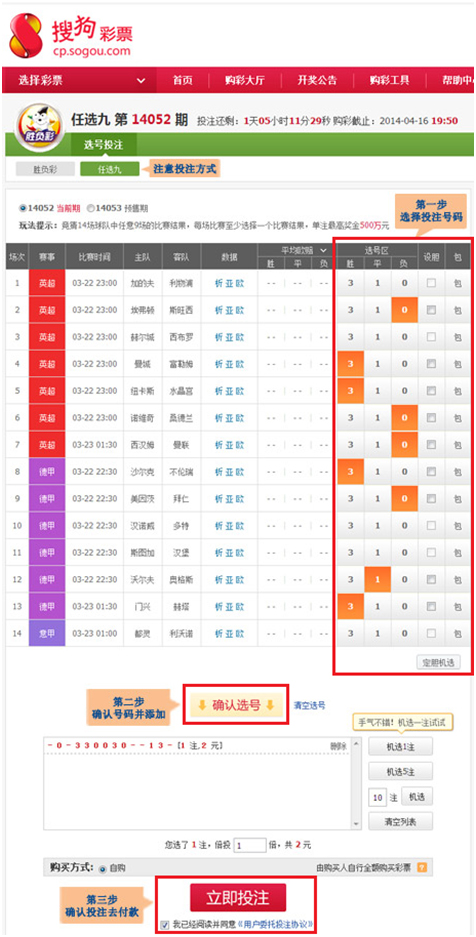 搜狗彩票
cp.sogou.com
选择彩票 首页 购彩大厅 开奖公告 购彩工具 帮助中
胜负彩
任选九 第 14052 期 投注还剩：1天05小时11分29秒 购彩截止：2014-04-16 19:50
选号投注
胜负彩 任选九 注意投注方式
第一步
选择投注号码
14052 当前期 14053 预售期
玩法提示：竞猜14场球队中任意9场的比赛结果，每场比赛至少选择一个比赛结果，单注最高奖金500万元
场次 赛事 比赛时间 主队 客队 数据 平均欧赔 选号区 设胆 包
胜 平 负 胜 平 负
1 英超 03-22 23:00 加的夫 利物浦 析 亚 欧 -- -- -- 3 1 0 包
2 英超 03-22 23:00 埃弗顿 斯旺西 析 亚 欧 -- -- -- 3 1 0 包
3 英超 03-22 23:00 赫尔城 西布罗 析 亚 欧 -- -- -- 3 1 0 包
4 英超 03-22 23:00 曼城 富勒姆 析 亚 欧 -- -- -- 3 1 0 包
5 英超 03-22 23:00 纽卡斯 水晶宫 析 亚 欧 -- -- -- 3 1 0 包
6 英超 03-22 23:00 诺维奇 桑德兰 析 亚 欧 -- -- -- 3 1 0 包
7 英超 03-23 01:30 西汉姆 曼联 析 亚 欧 -- -- -- 3 1 0 包
8 德甲 03-22 22:30 沙尔克 不伦瑞 析 亚 欧 -- -- -- 3 1 0 包
9 德甲 03-22 22:30 美因茨 拜仁 析 亚 欧 -- -- -- 3 1 0 包
10 德甲 03-22 22:30 汉诺威 多特 析 亚 欧 -- -- -- 3 1 0 包
11 德甲 03-22 22:30 斯图加 汉堡 析 亚 欧 -- -- -- 3 1 0 包
12 德甲 03-22 22:30 沃尔夫 奥格斯 析 亚 欧 -- -- -- 3 1 0 包
13 德甲 03-23 01:30 门兴 赫塔 析 亚 欧 -- -- -- 3 1 0 包
14 意甲 03-23 01:00 都灵 利沃诺 析 亚 欧 -- -- -- 3 1 0 包
定胆机选
第二步
确认号码并添加
确认选号 清空选号
手气不错！机选一注试试
-0-330030--13-[1 注,2 元] 删除
机选1注
机选5注
10 注 机选
清空列表
您选了 1 注，倍投 1 倍，共 2 元
购买方式： 自购 由购买人自行全额购买彩票 ?
第三步
确认投注去付款
立即投注
我已经阅读并同意《用户委托投注协议》